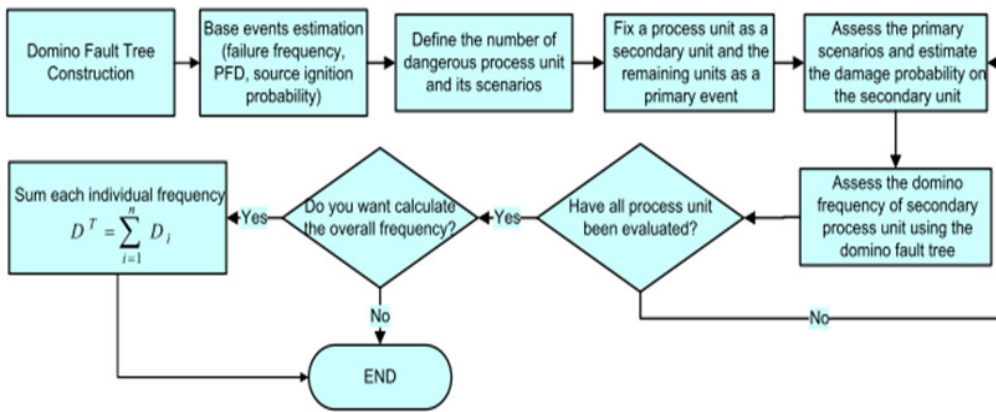 Domino Fault Tree
Construction
Base events estimation
(failure frequency,
PFD, source ignition
probability)
Define the number of
dangerous process unit
and its scenarios
Fix a process unit as a
secondary unit and the
remaining units as a
primary event
Assess the primary
scenarios and estimate
the damage probability on
the secondary unit
Assess the domino
frequency of secondary
process unit using the
domino fault tree
Have all process unit
been evaluated?
Yes
No
Do you want calculate
the overall frequency?
Yes
No
Sum each individual frequency
D^T = \sum_{i=1}^{n} D_i
END